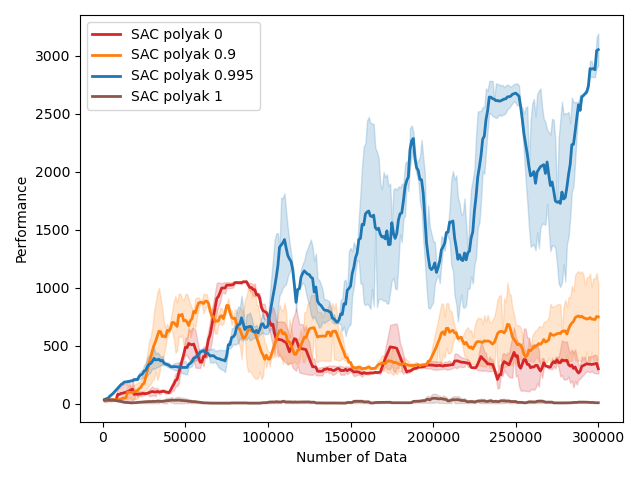 SAC polyak 0
SAC polyak 0.9
SAC polyak 0.995
SAC polyak 1
3000
2500
2000
1500
1000
500
0
Performance
0 50000 100000 150000 200000 250000 300000
Number of Data